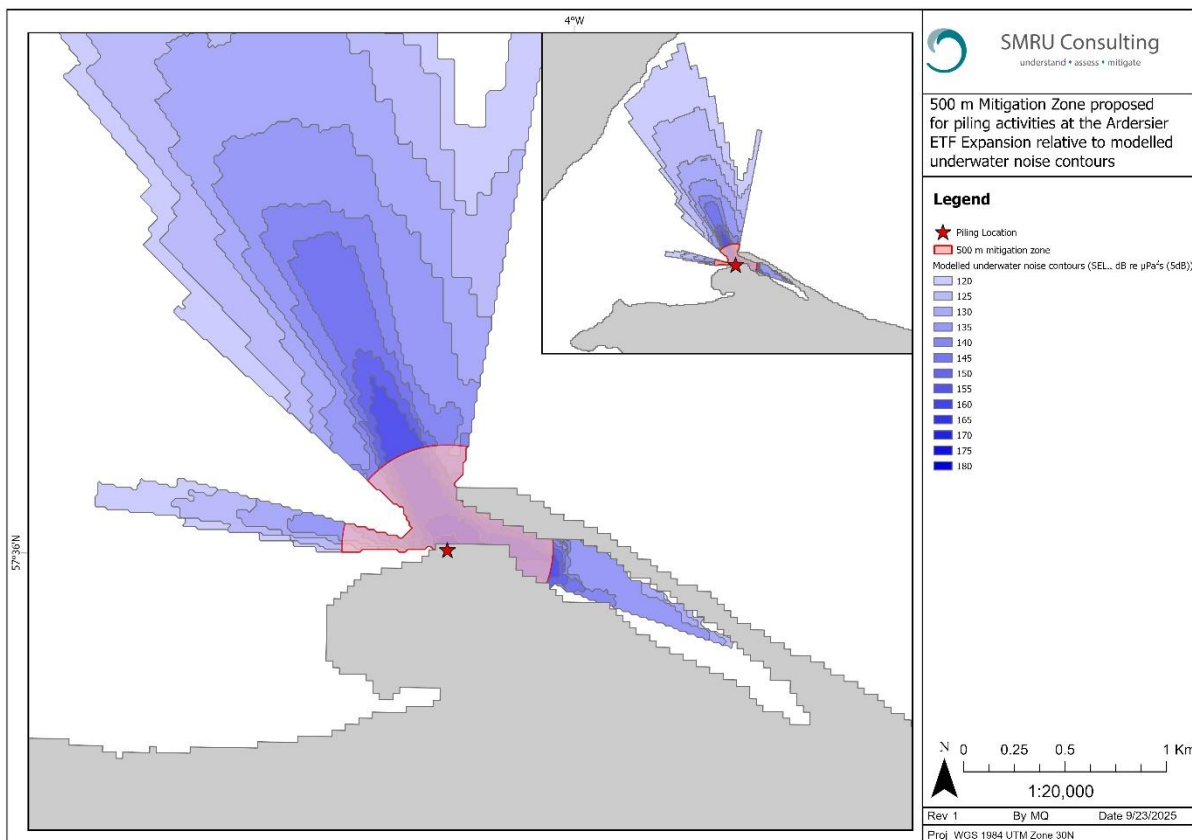 4°W
57°36'N
SMRU Consulting
understand • assess • mitigate
500 m Mitigation Zone proposed
for piling activities at the Ardersier
ETF Expansion relative to modelled
underwater noise contours
Legend
Piling Location
500 m mitigation zone
Modelled underwater noise contours (SEL, dB re µPa²s (5dB))
120
125
130
135
140
145
150
155
160
165
170
175
180
N 0 0.25 0.5 1 Km
1:20,000
Rev 1 By MQ Date 9/23/2025
Proj WGS 1984 UTM Zone 30N